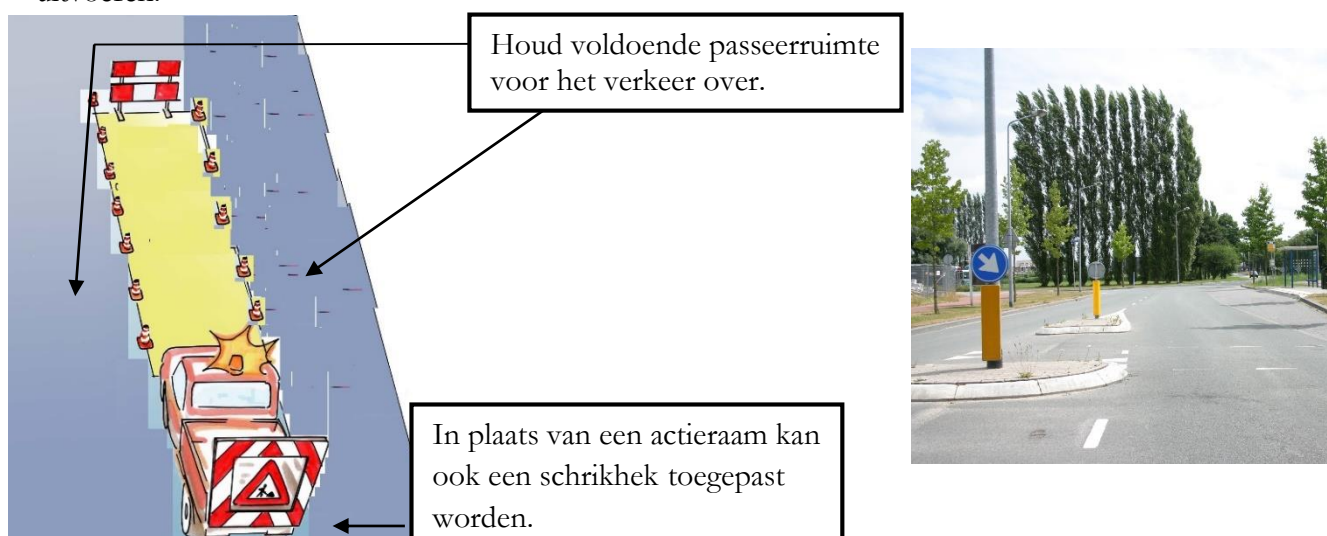 uitvoeren.
Houd voldoende passeerruimte
voor het verkeer over.
In plaats van een actieraam kan
ook een schrikhek toegepast
worden.